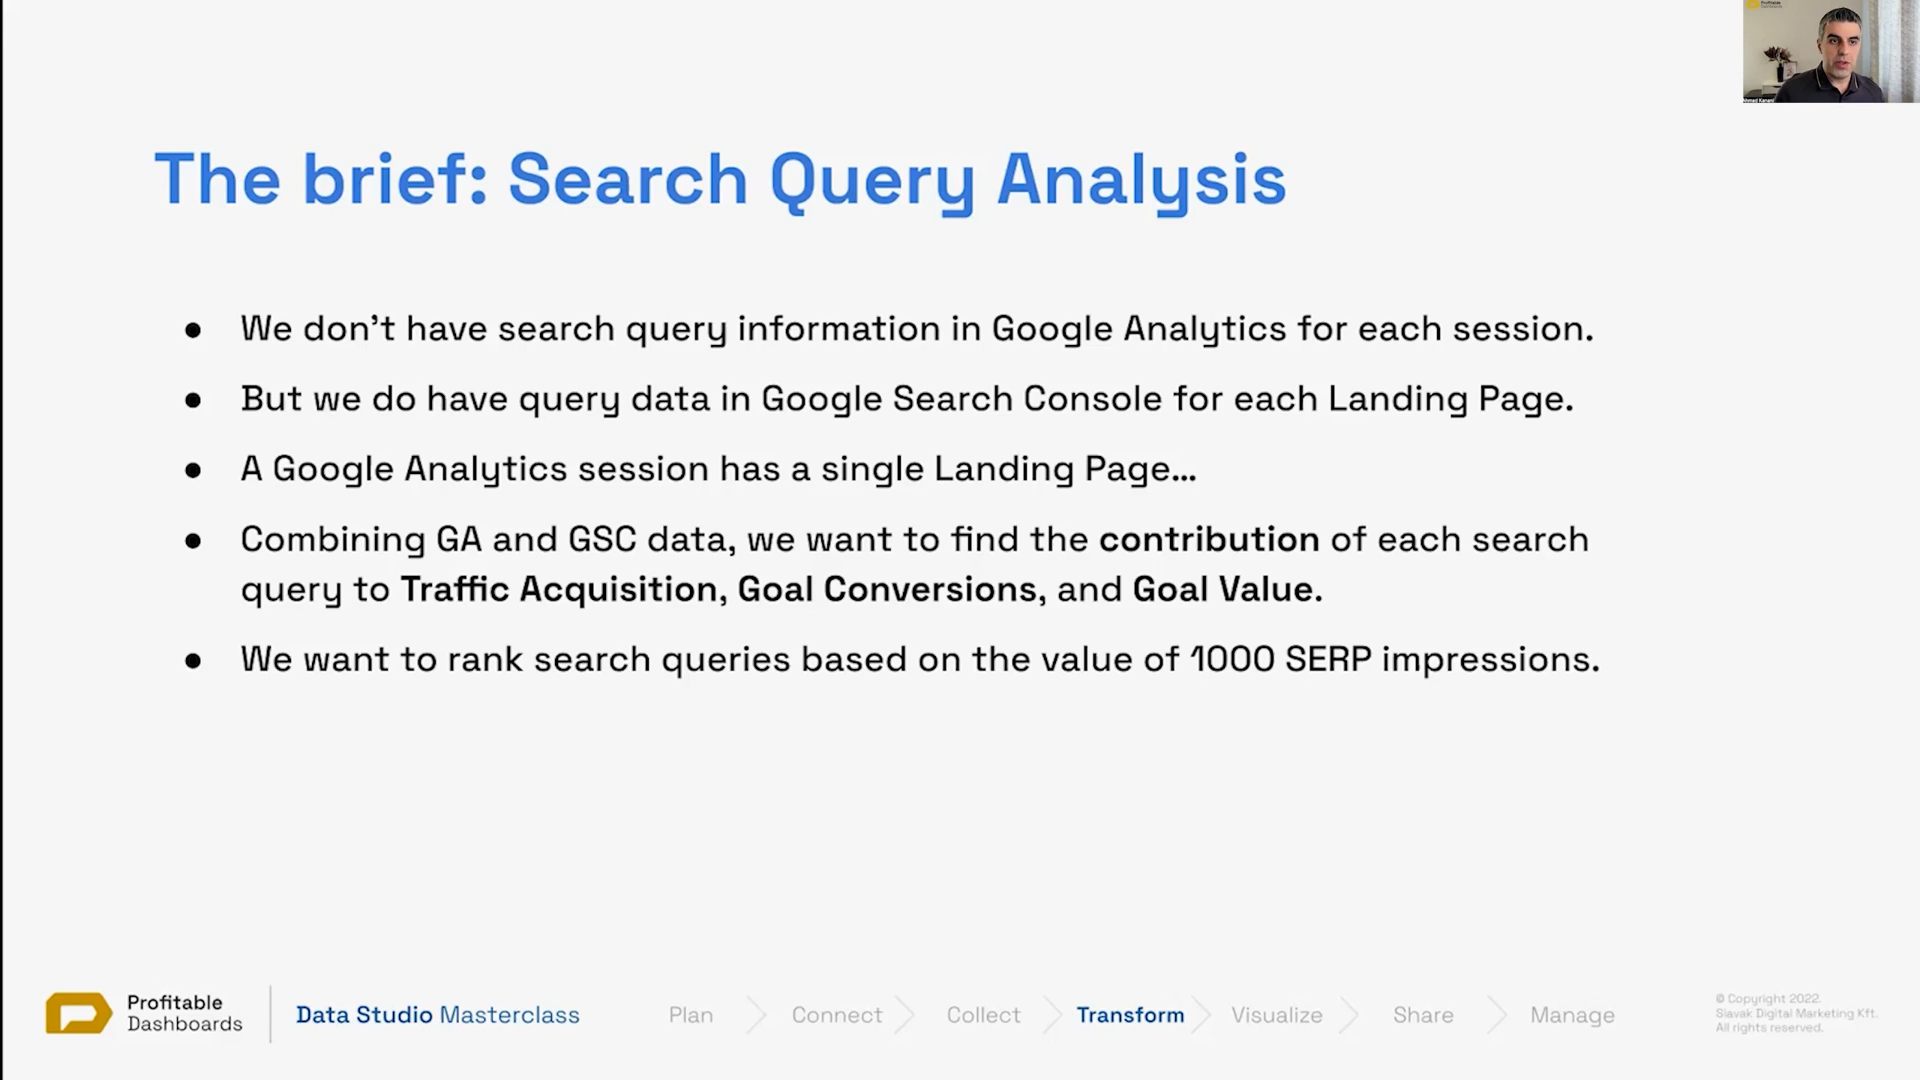 Profitable
Dashboards
Ahmad Kanani
The brief: Search Query Analysis
● We don't have search query information in Google Analytics for each session.
● But we do have query data in Google Search Console for each Landing Page.
● A Google Analytics session has a single Landing Page...
● Combining GA and GSC data, we want to find the contribution of each search
query to Traffic Acquisition, Goal Conversions, and Goal Value.
● We want to rank search queries based on the value of 1000 SERP impressions.
Profitable
Dashboards
Data Studio Masterclass
Plan
Connect
Collect
Transform
Visualize
Share
Manage
© Copyright 2022.
Siavak Digital Marketing Kft.
All rights reserved.